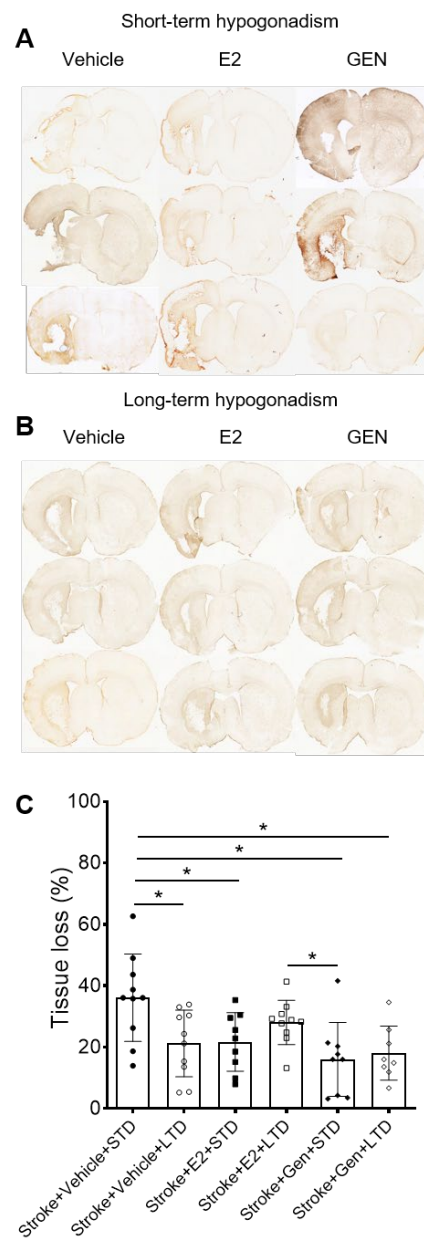 A
Short-term hypogonadism
Vehicle E2 GEN
B
Long-term hypogonadism
Vehicle E2 GEN
C
Tissue loss (%)
100
80
60
40
20
0
*
*
*
*
*
Stroke+Vehicle+STD
Stroke+Vehicle+LTD
Stroke+E2+STD
Stroke+E2+LTD
Stroke+Gen+STD
Stroke+Gen+LTD